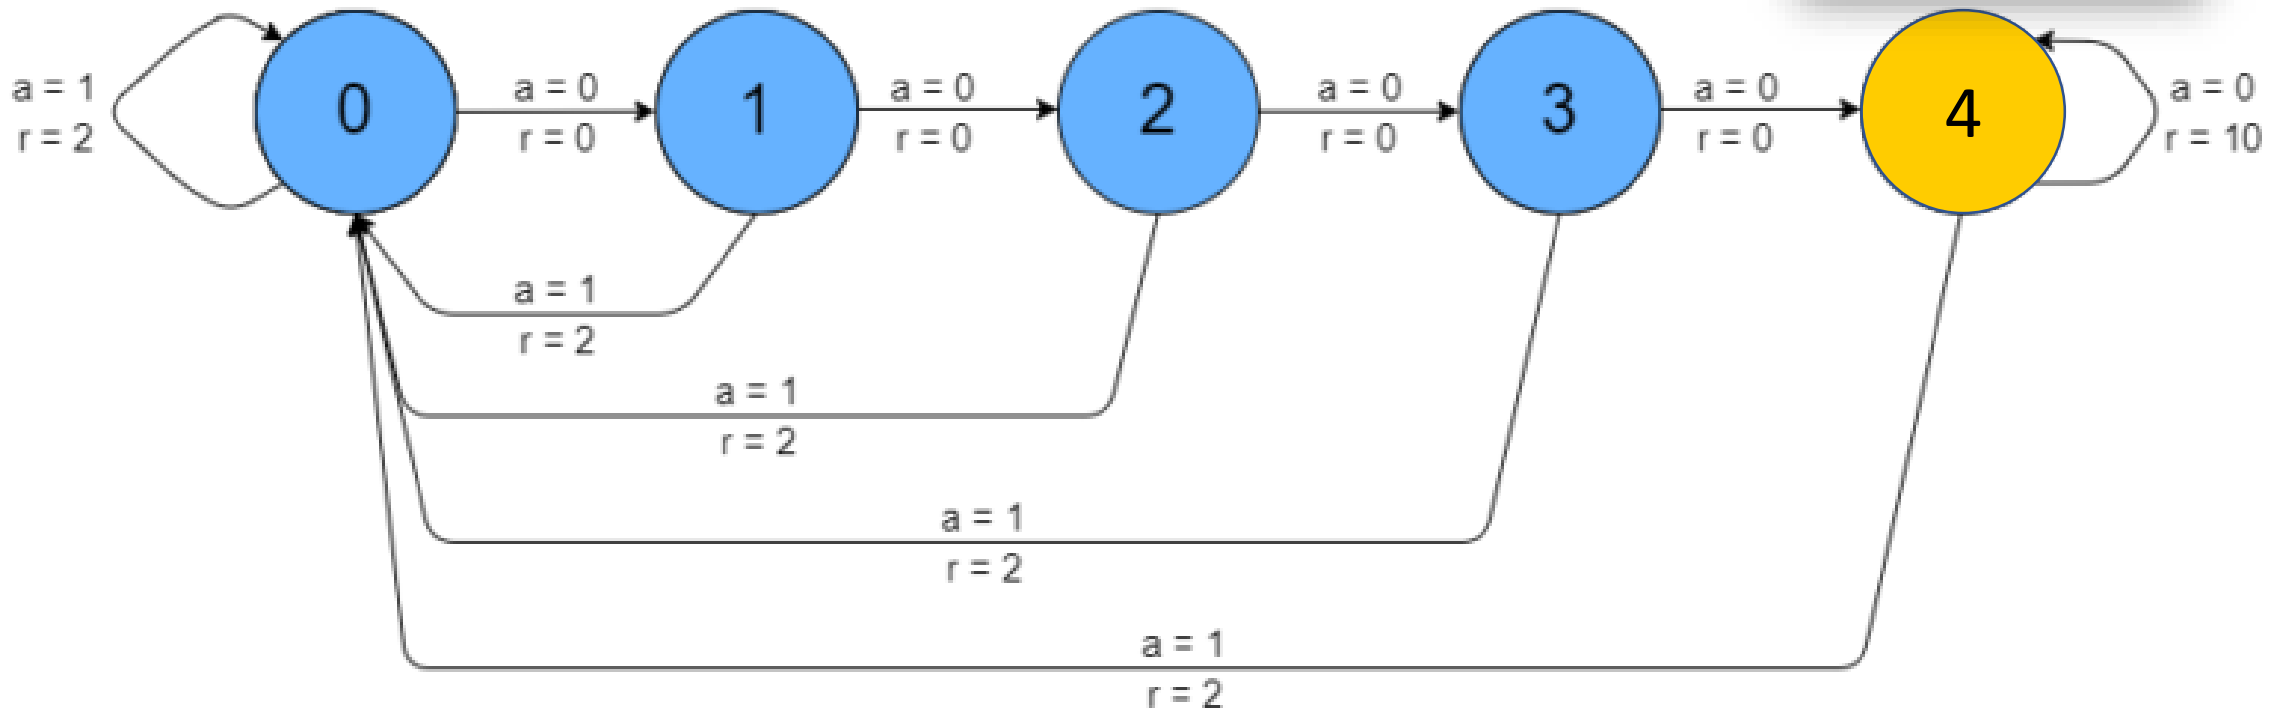 a = 1
r = 2
0
a = 0
r = 0
1
a = 0
r = 0
2
a = 0
r = 0
3
a = 0
r = 0
4
a = 0
r = 10
a = 1
r = 2
a = 1
r = 2
a = 1
r = 2
a = 1
r = 2